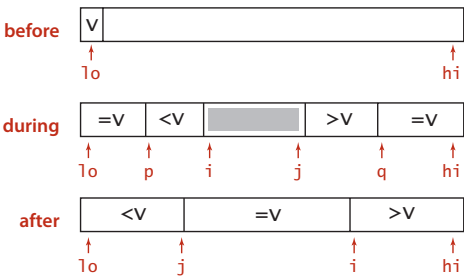 before v
lo hi
during =v <v >v =v
lo p i j q hi
after <v =v >v
lo j i hi